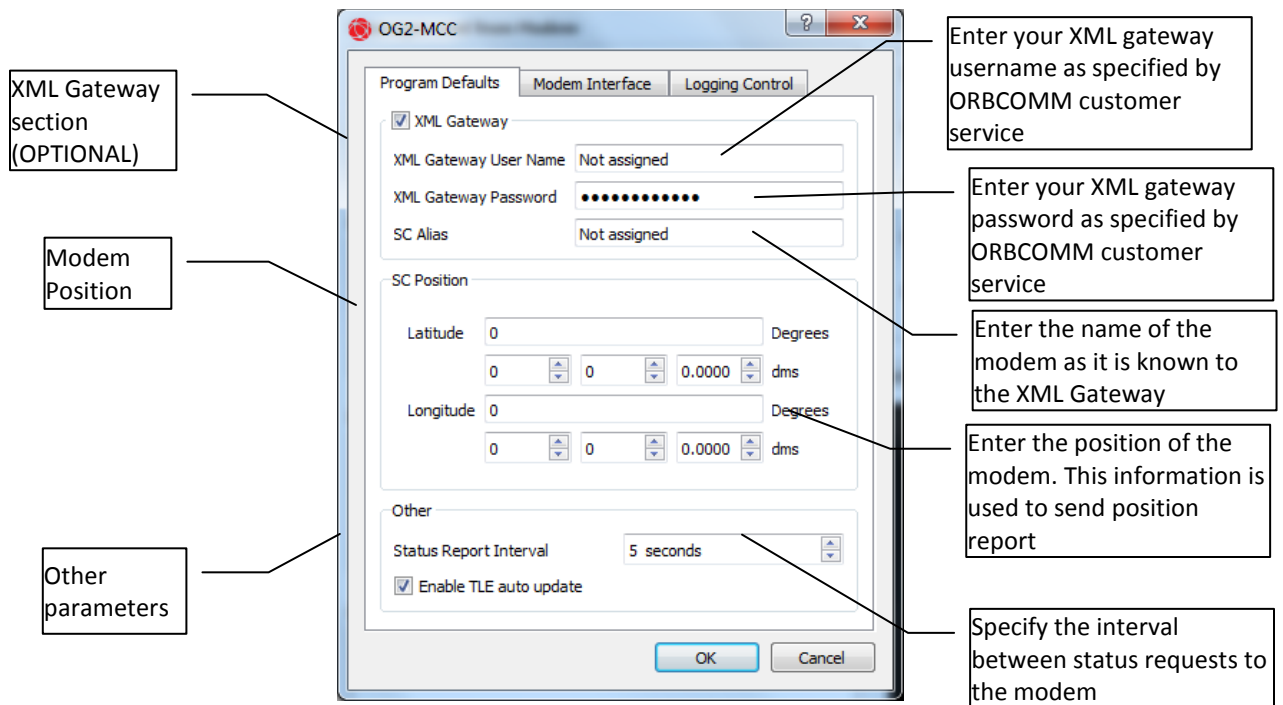 XML Gateway
section
(OPTIONAL)
Modem
Position
Other
parameters
OG2-MCC
Program Defaults
Modem Interface
Logging Control
XML Gateway
XML Gateway User Name
Not assigned
XML Gateway Password
••••••••••••
SC Alias
Not assigned
SC Position
Latitude
0
Degrees
0
0
0.0000
dms
Longitude
0
Degrees
0
0
0.0000
dms
Other
Status Report Interval
5 seconds
Enable TLE auto update
OK
Cancel
Enter your XML gateway
username as specified by
ORBCOMM customer
service
Enter your XML gateway
password as specified by
ORBCOMM customer
service
Enter the name of the
modem as it is known to
the XML Gateway
Enter the position of the
modem. This information is
used to send position
report
Specify the interval
between status requests to
the modem